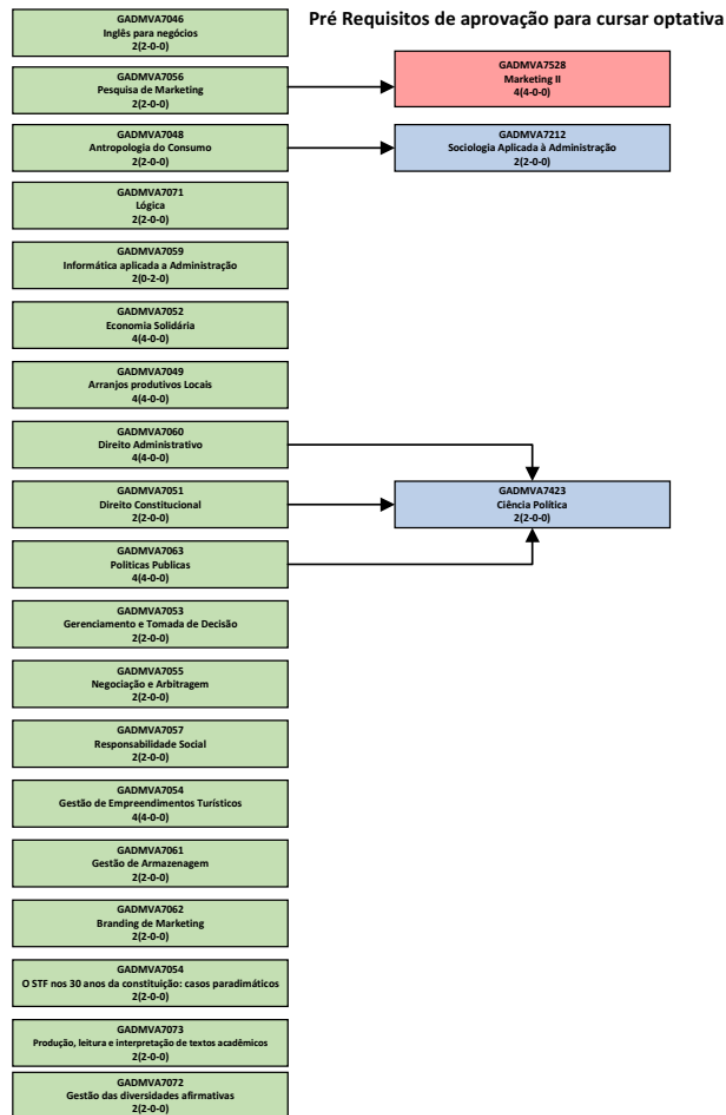 Pré Requisitos de aprovação para cursar optativa
GADMVA7046
Inglês para negócios
2(2-0-0)
GADMVA7056
Pesquisa de Marketing
2(2-0-0)
GADMVA7528
Marketing II
4(4-0-0)
GADMVA7048
Antropologia do Consumo
2(2-0-0)
GADMVA7212
Sociologia Aplicada à Administração
2(2-0-0)
GADMVA7071
Lógica
2(2-0-0)
GADMVA7059
Informática aplicada a Administração
2(0-2-0)
GADMVA7052
Economia Solidária
4(4-0-0)
GADMVA7049
Arranjos produtivos Locais
4(4-0-0)
GADMVA7060
Direito Administrativo
4(4-0-0)
GADMVA7051
Direito Constitucional
2(2-0-0)
GADMVA7423
Ciência Política
2(2-0-0)
GADMVA7063
Politicas Publicas
4(4-0-0)
GADMVA7053
Gerenciamento e Tomada de Decisão
2(2-0-0)
GADMVA7055
Negociação e Arbitragem
2(2-0-0)
GADMVA7057
Responsabilidade Social
2(2-0-0)
GADMVA7054
Gestão de Empreendimentos Turísticos
4(4-0-0)
GADMVA7061
Gestão de Armazenagem
2(2-0-0)
GADMVA7062
Branding de Marketing
2(2-0-0)
GADMVA7054
O STF nos 30 anos da constituição: casos paradimáticos
2(2-0-0)
GADMVA7073
Produção, leitura e interpretação de textos acadêmicos
2(2-0-0)
GADMVA7072
Gestão das diversidades afirmativas
2(2-0-0)